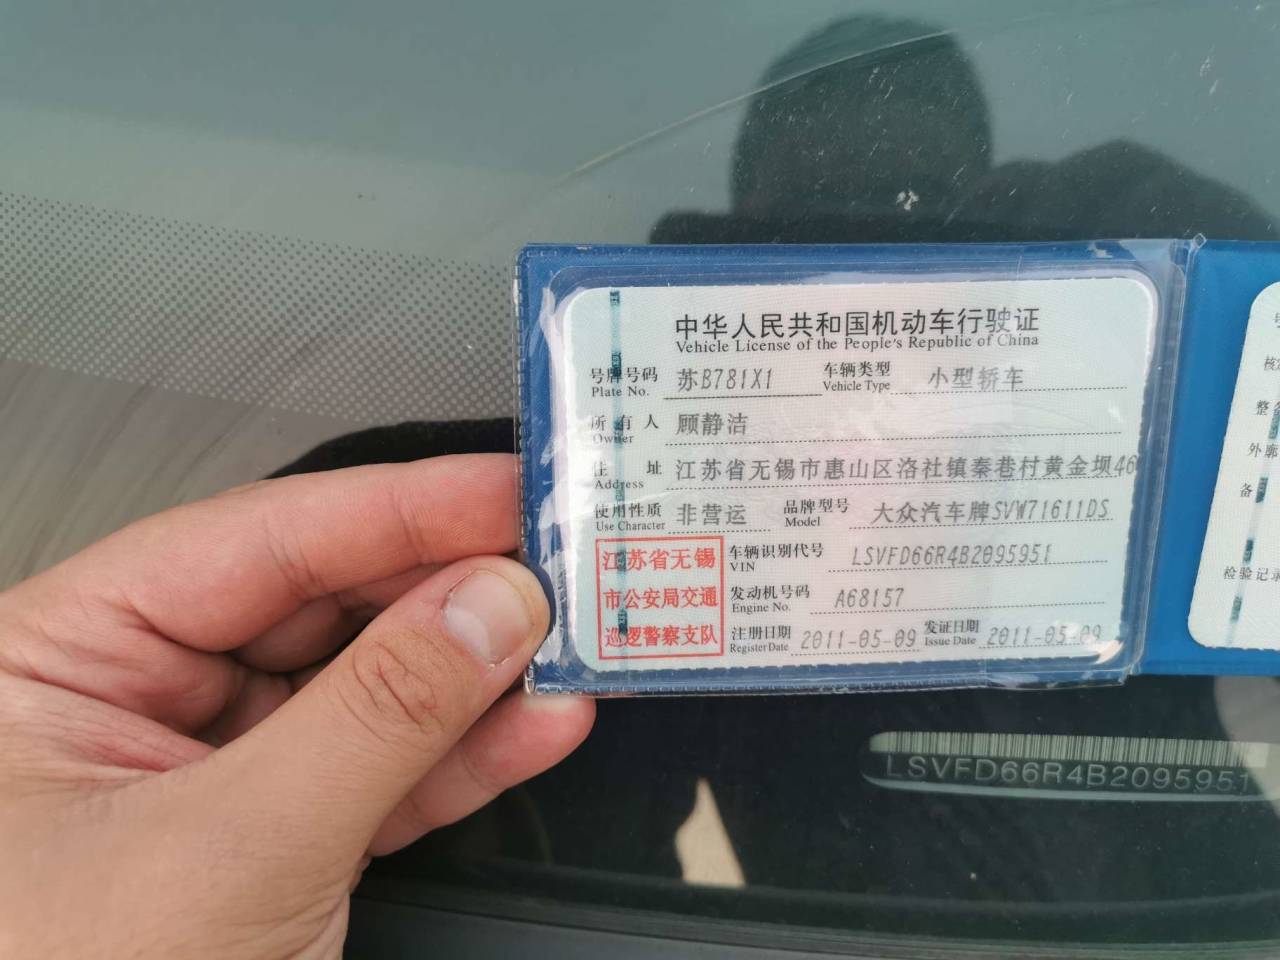 中华人民共和国机动车行驶证
Vehicle License of the People's Republic of China
号牌号码 苏B781X1 车辆类型 小型轿车
Plate No. Vehicle Type
所有人 顾静洁
Owner
住址 江苏省无锡市惠山区洛社镇秦巷村黄金坝46
Address
使用性质 非营运 品牌型号 大众汽车牌SVW71611DS
Use Character Model
江苏省无锡
市公安局交通
巡逻警察支队
车辆识别代号 LSVFD66R4B2095951
VIN
发动机号码 A68157
Engine No.
注册日期 2011-05-09 发证日期 2011-05-09
Register Date Issue Date
外廓
备
检验记录
LSVFD66R4B2095951